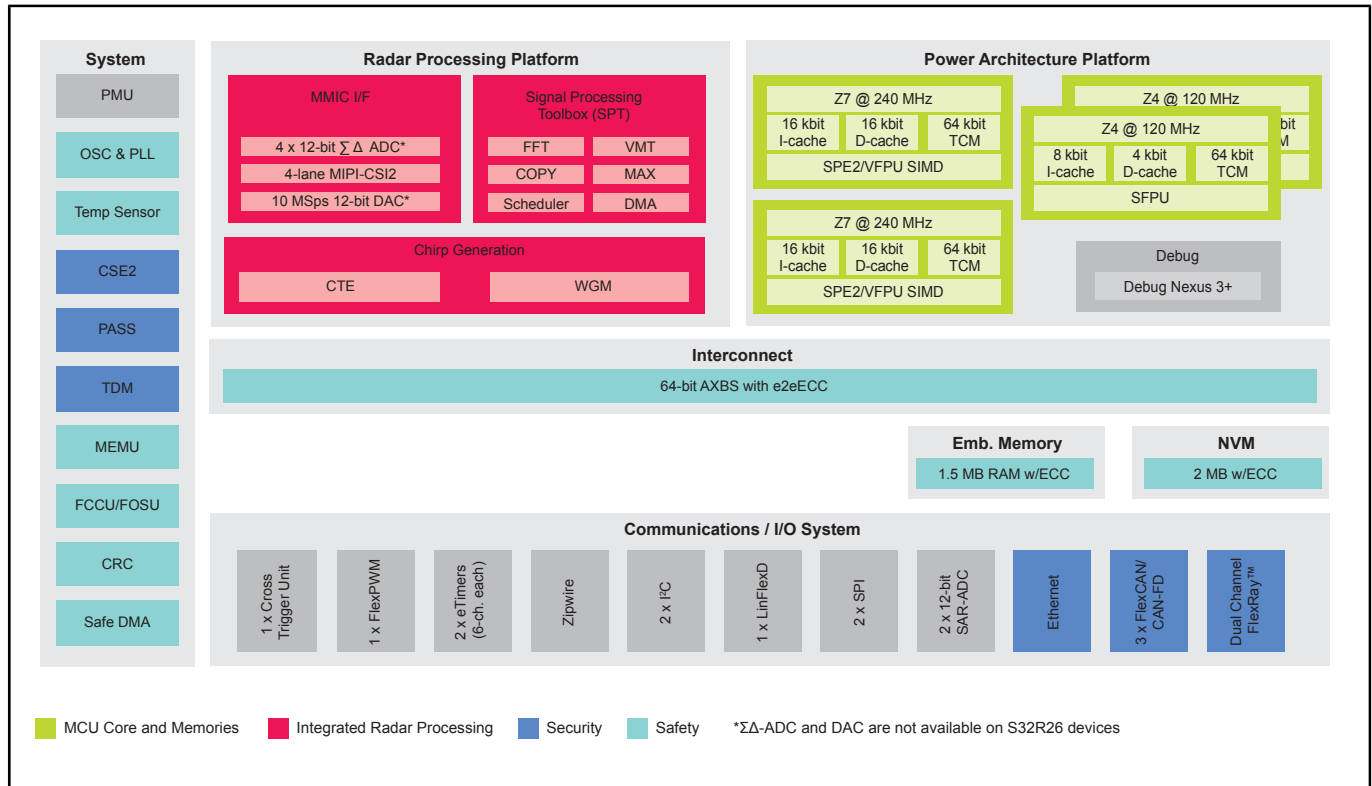 System
PMU
OSC & PLL
Temp Sensor
CSE2
PASS
TDM
MEMU
FCCU/FOSU
CRC
Safe DMA
Radar Processing Platform
MMIC I/F
4 x 12-bit ∑ Δ ADC*
4-lane MIPI-CSI2
10 MSps 12-bit DAC*
Signal Processing
Toolbox (SPT)
FFT
VMT
COPY
MAX
Scheduler
DMA
Chirp Generation
CTE
WGM
Power Architecture Platform
Z7 @ 240 MHz
16 kbit
I-cache
16 kbit
D-cache
64 kbit
TCM
SPE2/VFPU SIMD
Z7 @ 240 MHz
16 kbit
I-cache
16 kbit
D-cache
64 kbit
TCM
SPE2/VFPU SIMD
Z4 @ 120 MHz
Z4 @ 120 MHz
8 kbit
I-cache
4 kbit
D-cache
64 kbit
TCM
SFPU
Debug
Debug Nexus 3+
Interconnect
64-bit AXBS with e2eECC
Emb. Memory
1.5 MB RAM w/ECC
NVM
2 MB w/ECC
Communications / I/O System
1 x Cross
Trigger Unit
1 x FlexPWM
2 x eTimers
(6-ch. each)
Zipwire
2 x I²C
1 x LinFlexD
2 x SPI
2 x 12-bit
SAR-ADC
Ethernet
3 x FlexCAN/
CAN-FD
Dual Channel
FlexRay™
MCU Core and Memories
Integrated Radar Processing
Security
Safety
*ΣΔ-ADC and DAC are not available on S32R26 devices